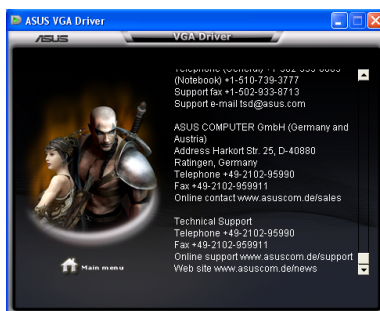 ASUS VGA Driver
ASUS
VGA Driver
(Notebook) +1-510-739-3777
Support fax +1-502-933-8713
Support e-mail tsd@asus.com
ASUS COMPUTER GmbH (Germany and
Austria)
Address Harkort Str. 25, D-40880
Ratingen, Germany
Telephone +49-2102-95990
Fax +49-2102-959911
Online contact www.asuscom.de/sales
Technical Support
Telephone +49-2102-95990
Fax +49-2102-959911
Online support www.asuscom.de/support
Web site www.asuscom.de/news
Main menu